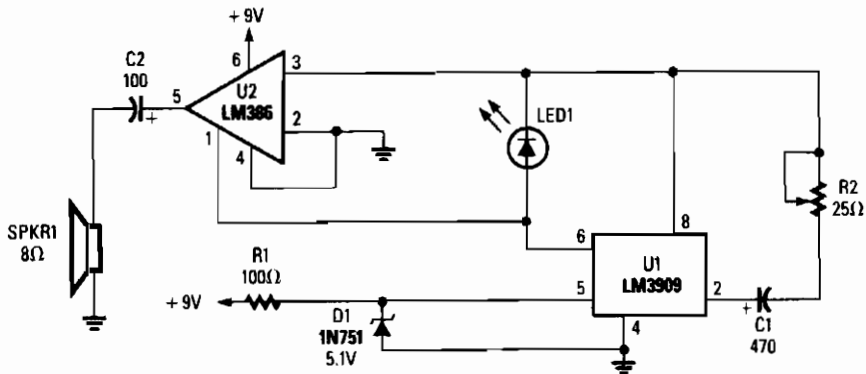 + 9V
C2
100
6
3
U2
LM386
5
+
2
1
4
LED1
R2
25Ω
SPKR1
8Ω
6
8
R1
100Ω
U1
LM3909
+ 9V
5
2
D1
1N751
5.1V
4
+
C1
470